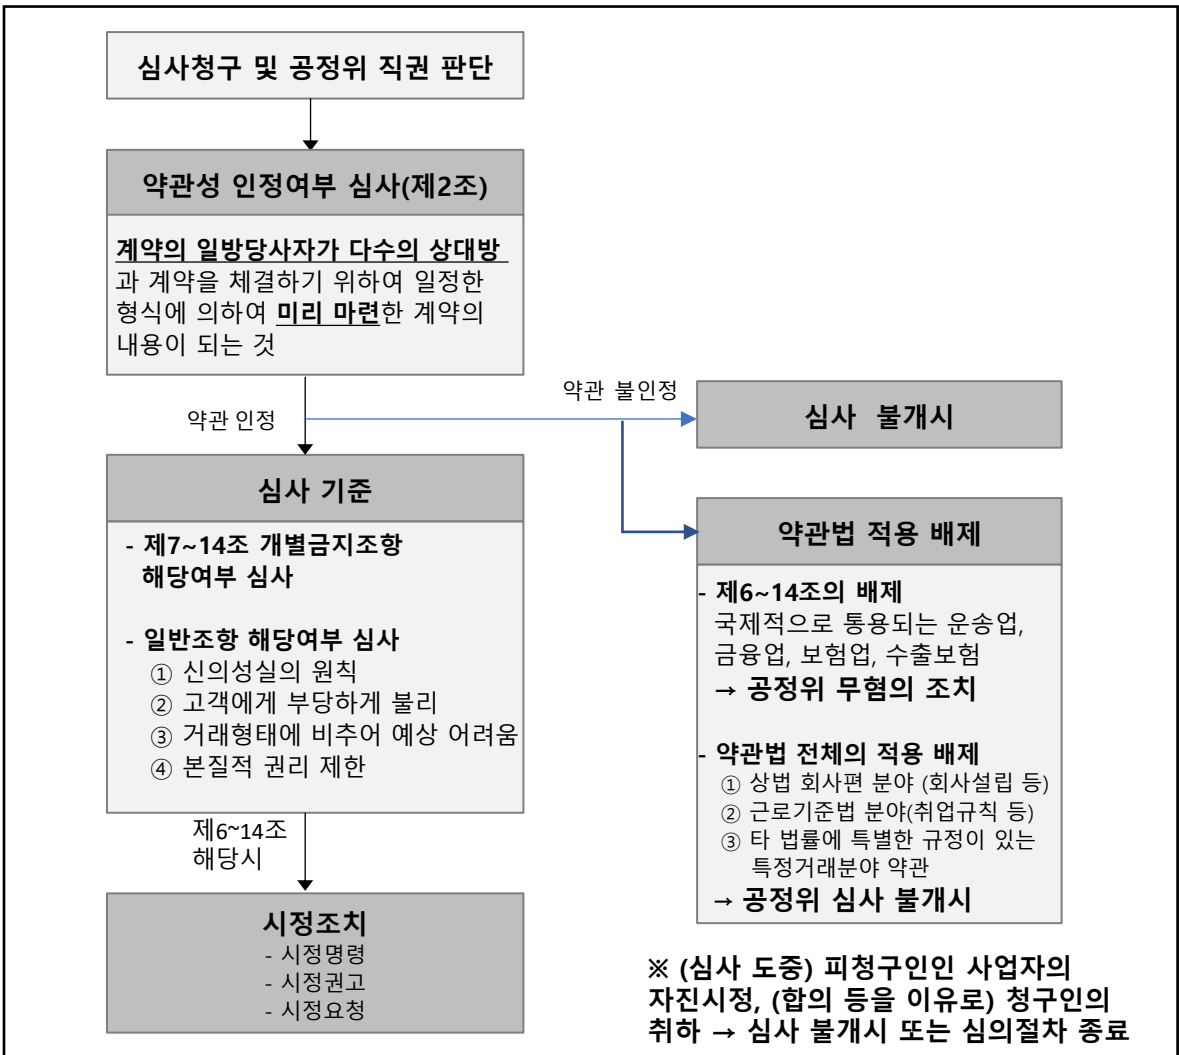 심사청구 및 공정위 직권 판단
약관성 인정여부 심사(제2조)
계약의 일방당사자가 다수의 상대방
과 계약을 체결하기 위하여 일정한
형식에 의하여 미리 마련한 계약의
내용이 되는 것
약관 인정
약관 불인정
심사 불개시
심사 기준
- 제7~14조 개별금지조항
해당여부 심사
- 일반조항 해당여부 심사
① 신의성실의 원칙
② 고객에게 부당하게 불리
③ 거래형태에 비추어 예상 어려움
④ 본질적 권리 제한
약관법 적용 배제
- 제6~14조의 배제
국제적으로 통용되는 운송업,
금융업, 보험업, 수출보험
→ 공정위 무혐의 조치
- 약관법 전체의 적용 배제
① 상법 회사편 분야 (회사설립 등)
② 근로기준법 분야(취업규칙 등)
③ 타 법률에 특별한 규정이 있는
특정거래분야 약관
→ 공정위 심사 불개시
제6~14조
해당시
시정조치
- 시정명령
- 시정권고
- 시정요청
※ (심사 도중) 피청구인인 사업자의
자진시정, (합의 등을 이유로) 청구인의
취하 → 심사 불개시 또는 심의절차 종료